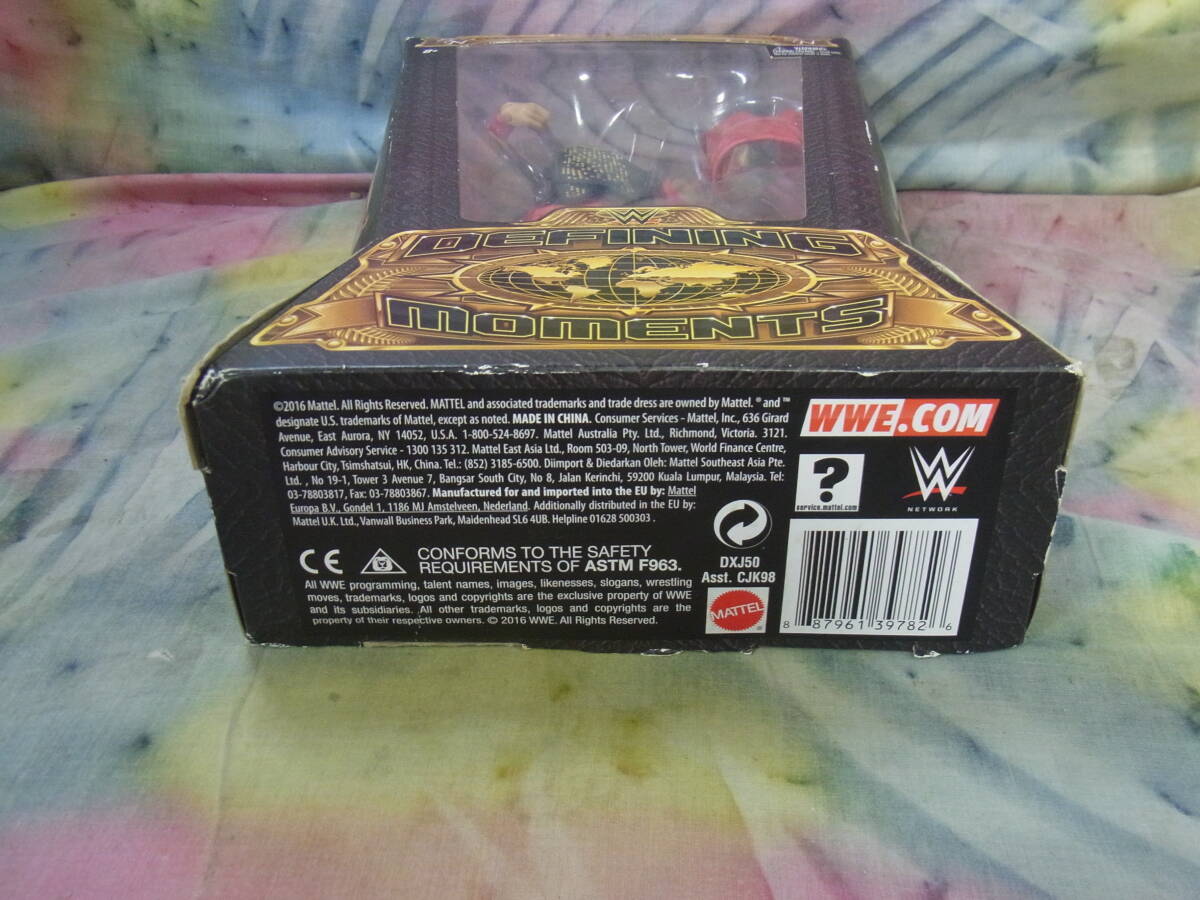 W
DEFINING
MOMENTS
©2016 Mattel. All Rights Reserved. MATTEL and associated trademarks and trade dress are owned by Mattel. ® and ™
designate U.S. trademarks of Mattel, except as noted. MADE IN CHINA. Consumer Services - Mattel, Inc., 636 Girard
Avenue, East Aurora, NY 14052, U.S.A. 1-800-524-8697. Mattel Australia Pty. Ltd., Richmond, Victoria. 3121.
Consumer Advisory Service - 1300 135 312. Mattel East Asia Ltd., Room 503-09, North Tower, World Finance Centre,
Harbour City, Tsimshatsui, HK, China. Tel.: (852) 3185-6500. Diimport & Diedarkan Oleh: Mattel Southeast Asia Pte.
Ltd. , No 19-1, Tower 3 Avenue 7, Bangsar South City, No 8, Jalan Kerinchi, 59200 Kuala Lumpur, Malaysia. Tel:
03-78803817, Fax: 03-78803867. Manufactured for and imported into the EU by: Mattel
Europa B.V., Gondel 1, 1186 MJ Amstelveen, Nederland. Additionally distributed in the EU by:
Mattel U.K. Ltd., Vanwall Business Park, Maidenhead SL6 4UB. Helpline 01628 500303 .
CE
CONFORMS TO THE SAFETY
REQUIREMENTS OF ASTM F963.
All WWE programming, talent names, images, likenesses, slogans, wrestling
moves, trademarks, logos and copyrights are the exclusive property of WWE
and its subsidiaries. All other trademarks, logos and copyrights are the
property of their respective owners. © 2016 WWE. All Rights Reserved.
WWE.COM
?
service.mattel.com
W
NETWORK
DXJ50
Asst. CJK98
MATTEL
®
8 87961 39782 6